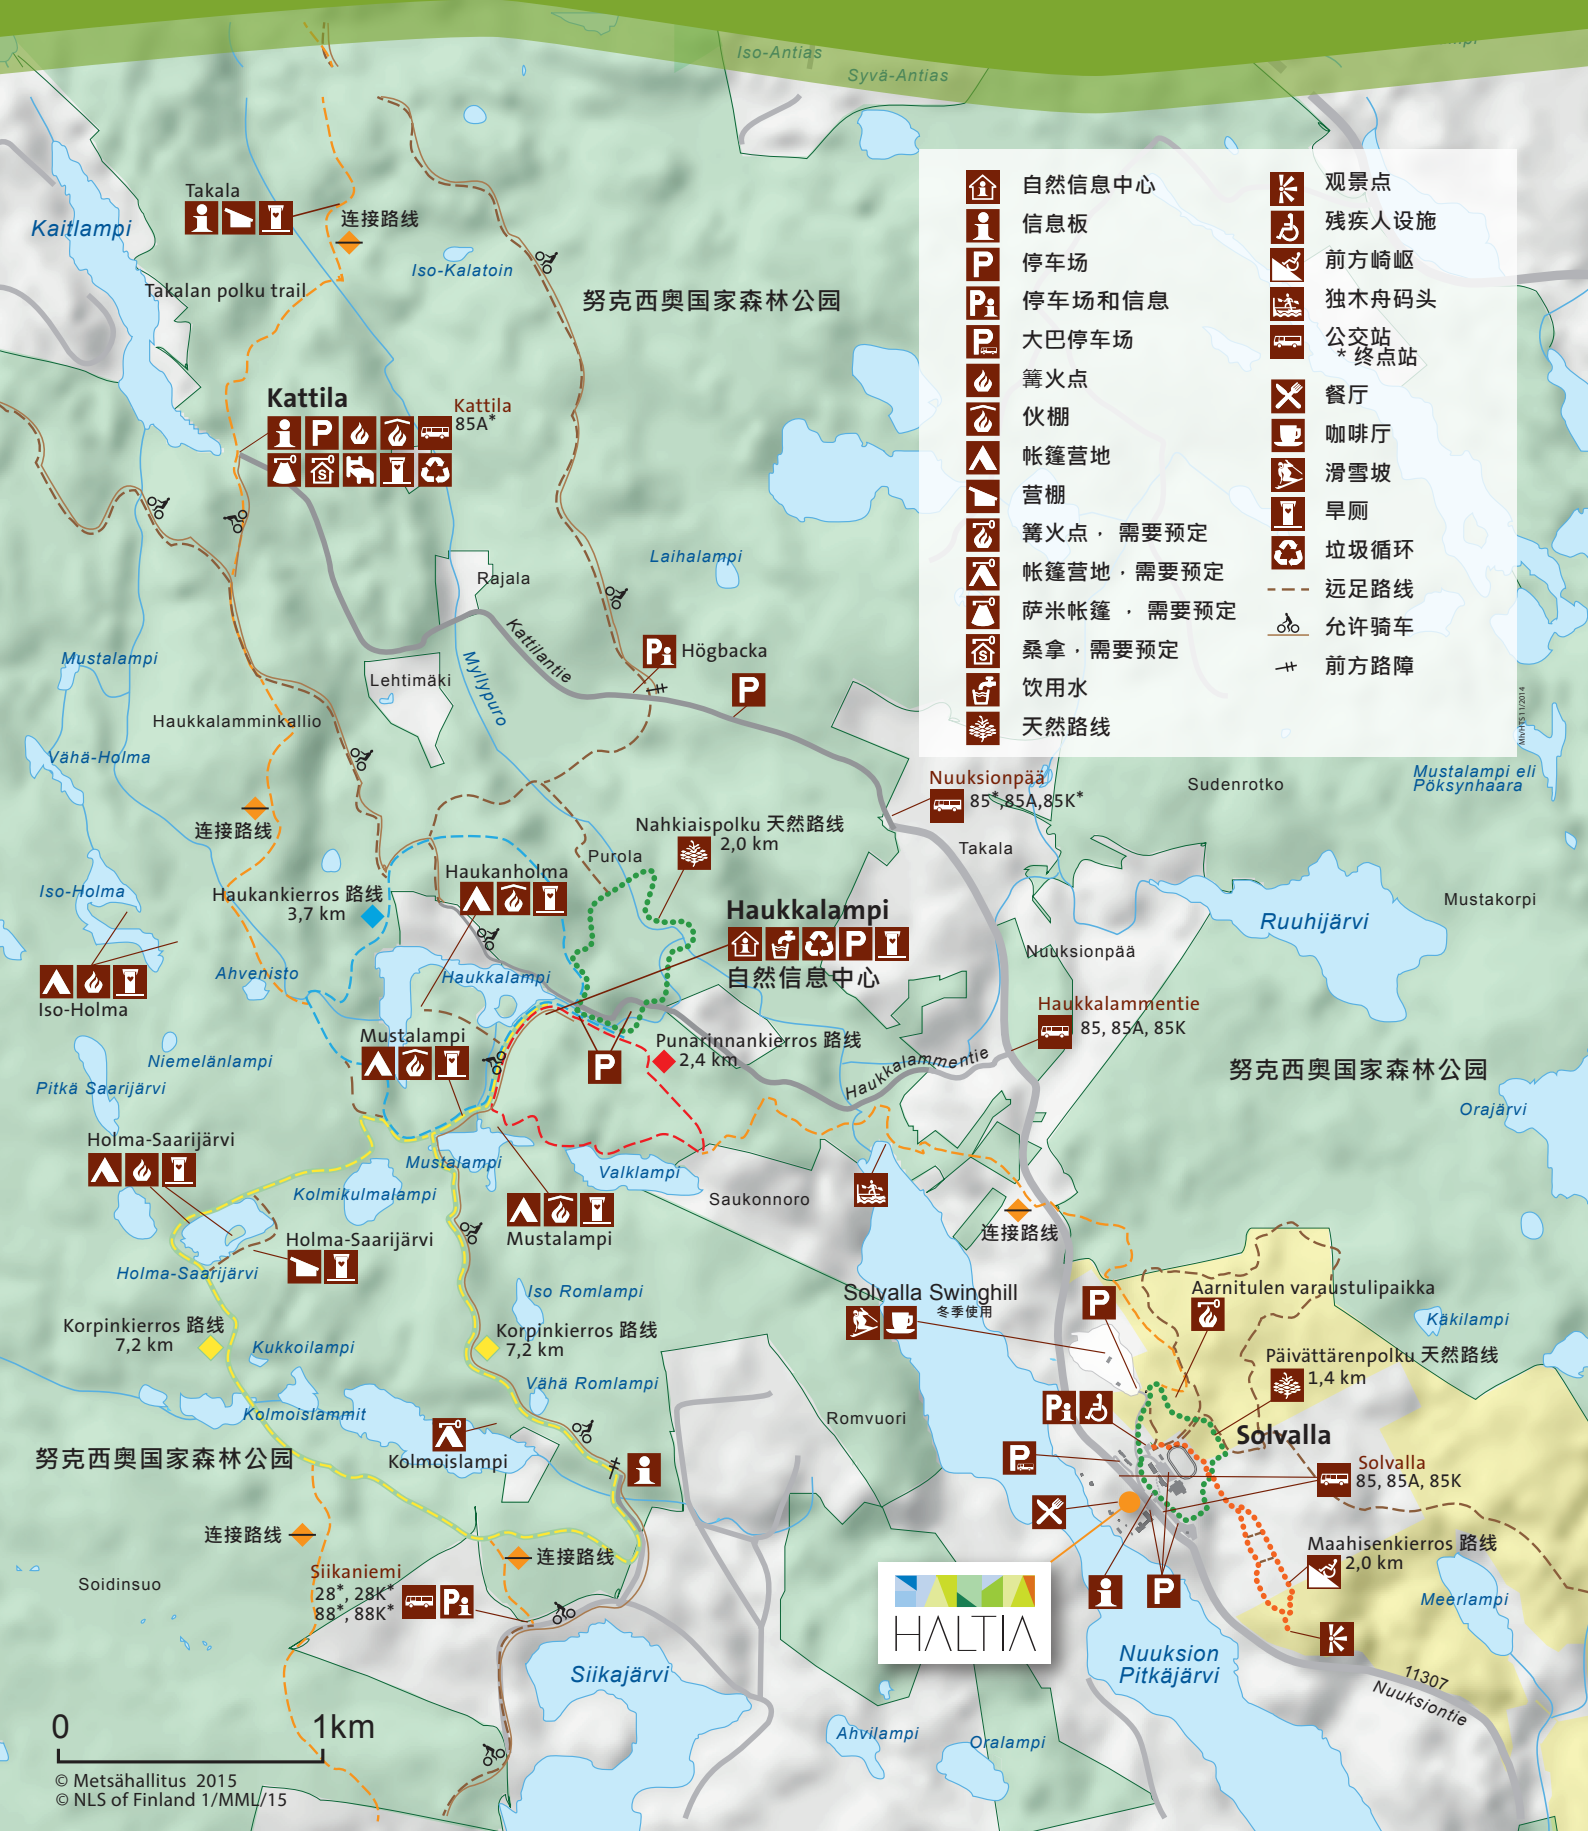 Iso-Antias
Syvä-Antias
Takala
连接路线
Kaitlampi
Iso-Kalatoin
Takalan polku trail
努克西奥国家森林公园
自然信息中心
信息板
停车场
停车场和信息
大巴停车场
篝火点
伙棚
帐篷营地
营棚
篝火点， 需要预定
帐篷营地，需要预定
萨米帐篷 ， 需要预定
桑拿，需要预定
饮用水
天然路线
观景点
残疾人设施
前方崎岖
独木舟码头
公交站
* 终点站
餐厅
咖啡厅
滑雪坡
旱厕
垃圾循环
远足路线
允许骑车
前方路障
MH/HTS 11/2014
Kattila
Kattila
85A*
Laihalampi
Rajala
Kattilantie
Högbacka
Mustalampi
Lehtimäki
Myllypuro
Haukkalamminkallio
Vähä-Holma
Nuuksionpää
85*,85A,85K*
Sudenrotko
Mustalampi eli
Pöksynhaara
连接路线
Nahkiaispolku 天然路线
2,0 km
Takala
Purola
Haukanholma
Iso-Holma
Haukankierros 路线
3,7 km
Haukkalampi
自然信息中心
Ruuhijärvi
Mustakorpi
Nuuksionpää
Ahvenisto
Haukkalampi
Iso-Holma
Haukkalammentie
85, 85A, 85K
Mustalampi
Punarinnankierros 路线
2,4 km
Niemelänlampi
Haukkalammentie
努克西奥国家森林公园
Pitkä Saarijärvi
Orajärvi
Holma-Saarijärvi
Mustalampi
Valklampi
Kolmikulmalampi
Saukonnoro
Mustalampi
连接路线
Holma-Saarijärvi
Holma-Saarijärvi
Iso Romlampi
Solvalla Swinghill
冬季使用
Aarnitulen varaustulipaikka
Käkilampi
Korpinkierros 路线
7,2 km
Korpinkierros 路线
7,2 km
Kukkoilampi
Päivättärenpolku 天然路线
1,4 km
Vähä Romlampi
Kolmoislammit
Romvuori
Solvalla
努克西奥国家森林公园
Kolmoislampi
Solvalla
85, 85A, 85K
连接路线
连接路线
Maahisenkierros 路线
2,0 km
Siikaniemi
28*, 28K*
88*, 88K*
Soidinsuo
Meerlampi
HALTIA
Nuuksion
Pitkäjärvi
Siikajärvi
11307
Nuuksiontie
Ahvilampi
Oralampi
0 1km
© Metsähallitus 2015
© NLS of Finland 1/MML/15